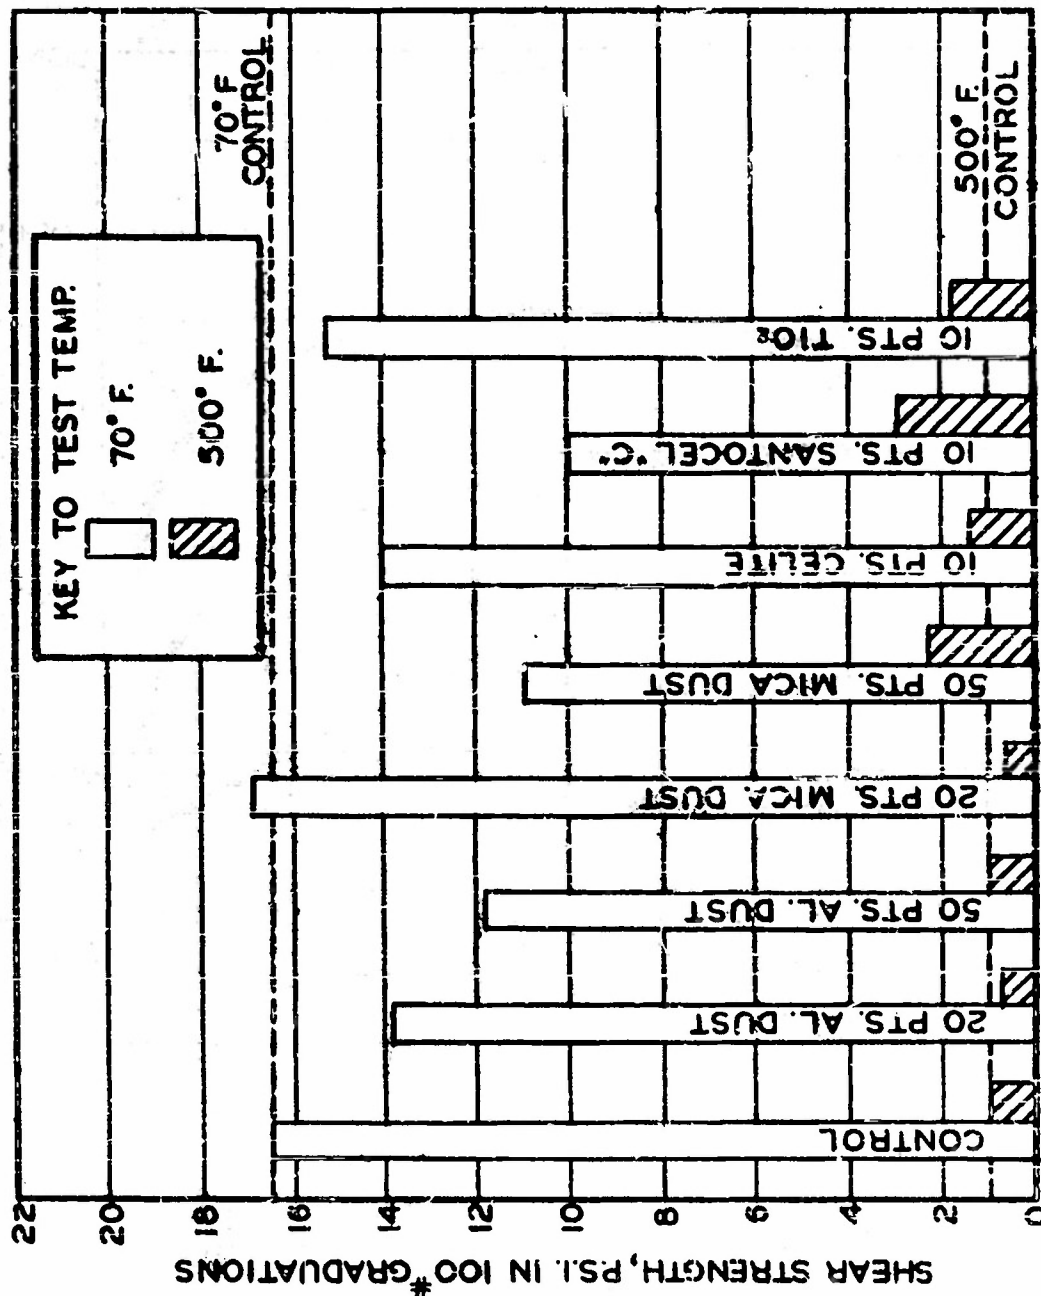 SHEAR STRENGTH, P.S.I. IN 100# GRADUATIONS
22
20
18
16
14
12
10
8
6
4
2
0
KEY TO TEST TEMP.
70° F.
500° F.
70° F
CONTROL
500° F.
CONTROL
CONTROL
20 PTS. AL. DUST
50 PTS. AL. DUST
20 PTS. MICA DUST
50 PTS. MICA DUST
10 PTS. CELITE
10 PTS. SANTOCEL "C"
10 PTS. TIO₂